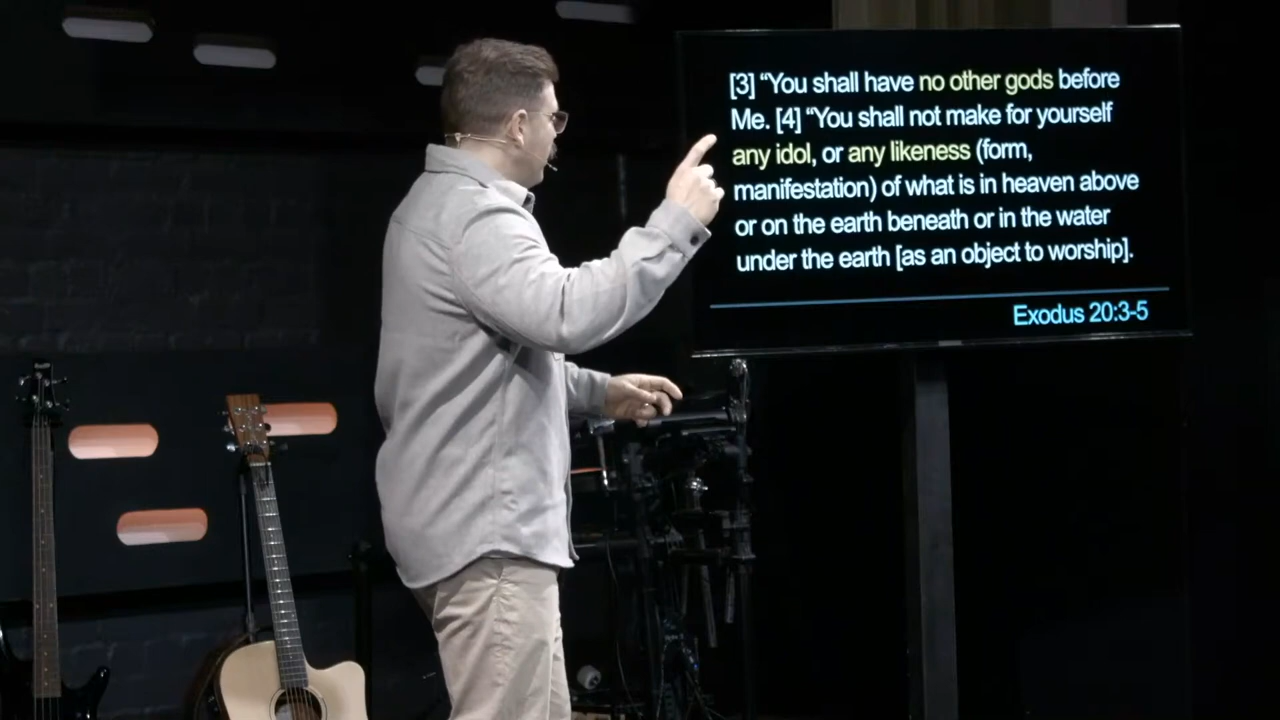 [3] “You shall have no other gods before
Me. [4] “You shall not make for yourself
any idol, or any likeness (form,
manifestation) of what is in heaven above
or on the earth beneath or in the water
under the earth [as an object to worship].
Exodus 20:3-5